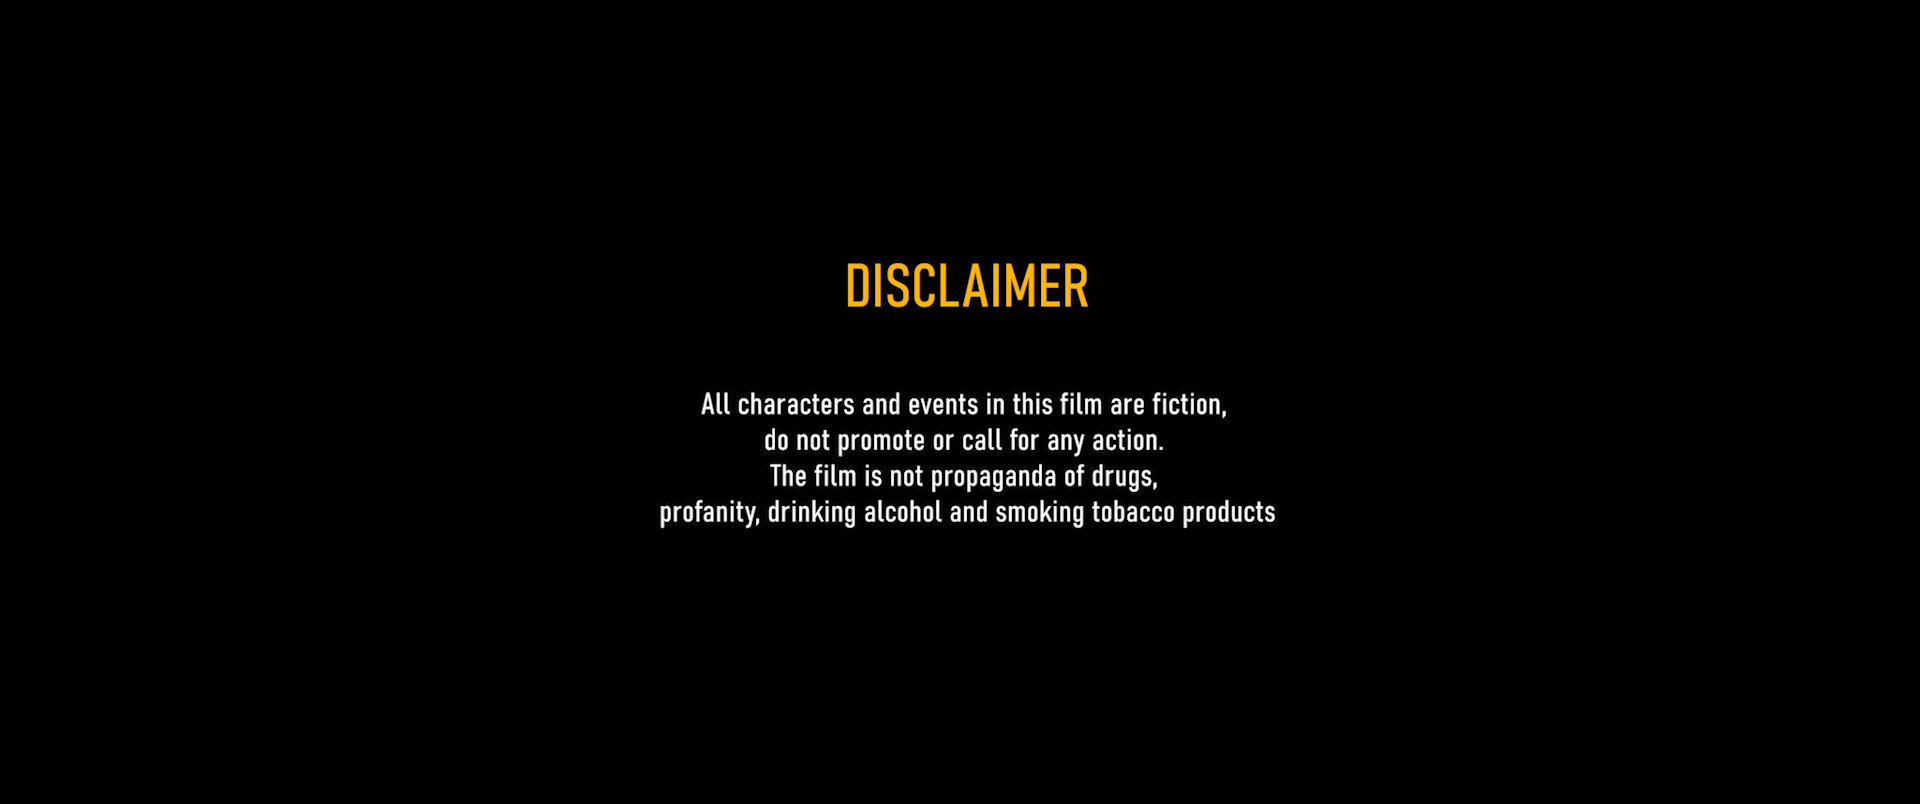 DISCLAIMER
All characters and events in this film are fiction,
do not promote or call for any action.
The film is not propaganda of drugs,
profanity, drinking alcohol and smoking tobacco products